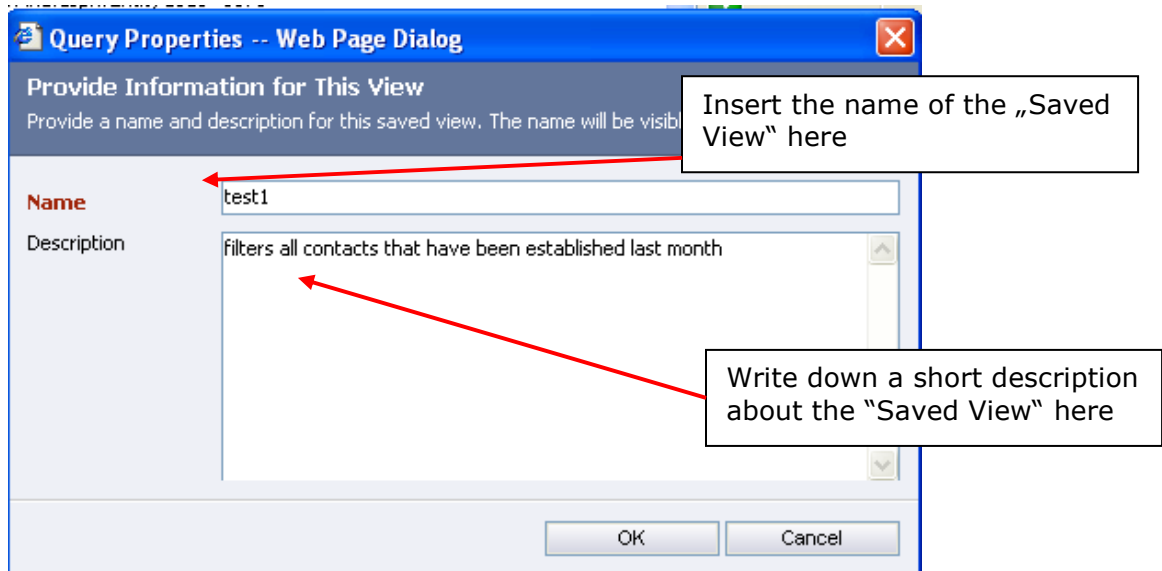 Query Properties -- Web Page Dialog
Provide Information for This View
Provide a name and description for this saved view. The name will be
Insert the name of the „Saved
View“ here
Name
test1
Description
filters all contacts that have been established last month
Write down a short description
about the “Saved View“ here
OK
Cancel